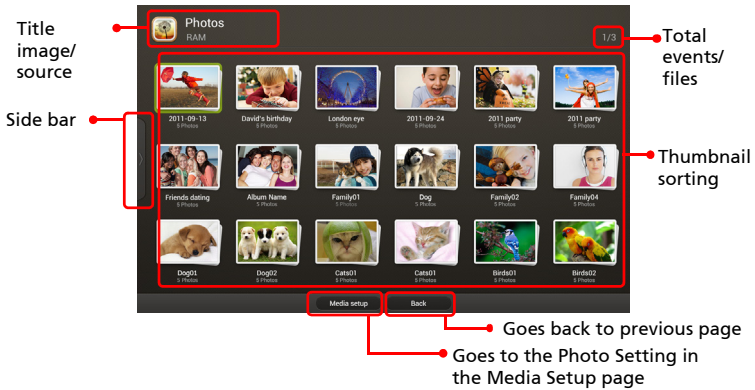 Title
image/
source
Photos
RAM
1/3
Total
events/
files
Side bar
2011-09-13
5 Photos
David's birthday
5 Photos
London eye
5 Photos
2011-09-24
5 Photos
2011 party
5 Photos
2011 party
5 Photos
Thumbnail
sorting
Friends dating
5 Photos
Album Name
5 Photos
Family01
5 Photos
Dog
5 Photos
Family02
5 Photos
Family04
5 Photos
Dog01
5 Photos
Dog02
5 Photos
Cats01
5 Photos
Cats01
5 Photos
Birds01
5 Photos
Birds02
5 Photos
Media setup
Back
Goes back to previous page
Goes to the Photo Setting in
the Media Setup page